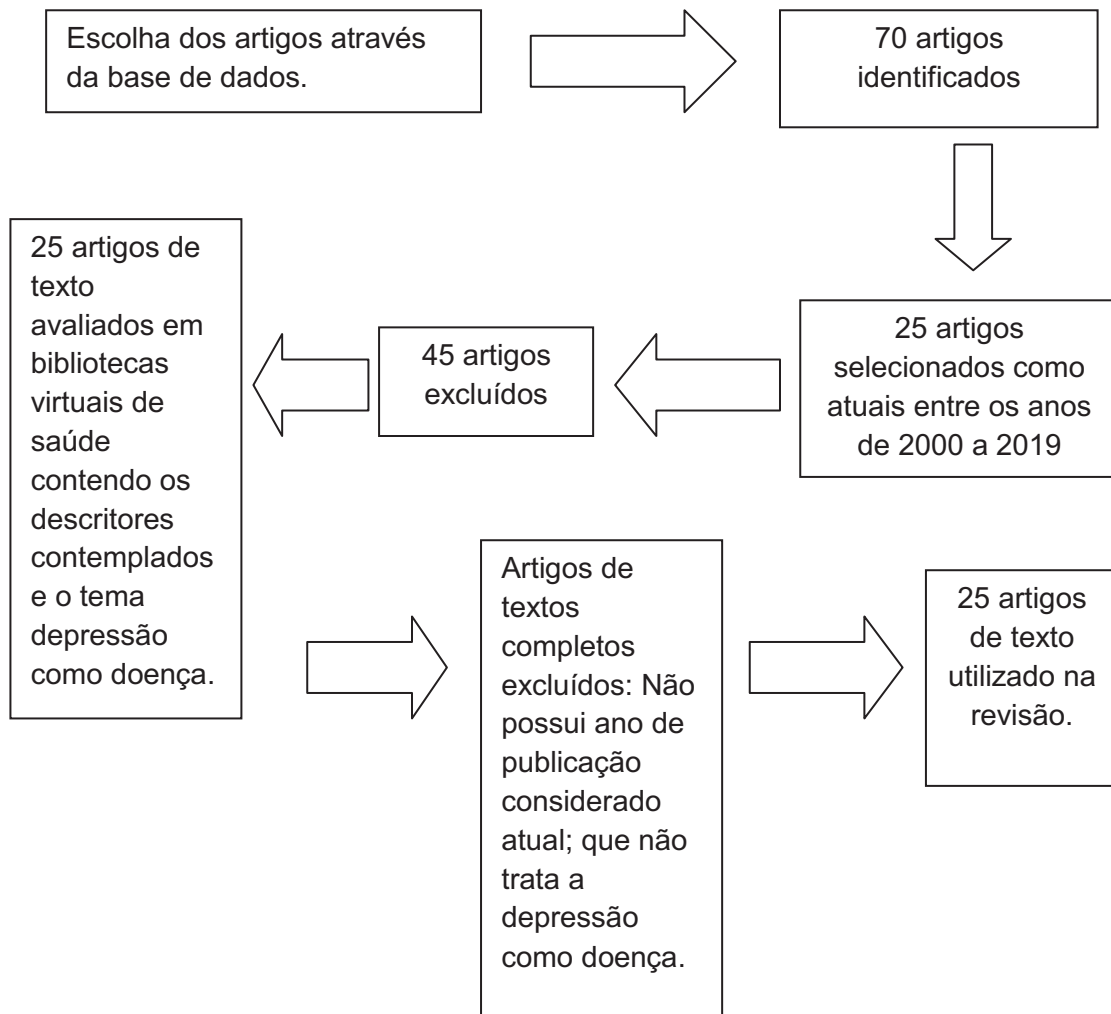 Escolha dos artigos através
da base de dados.
70 artigos
identificados
25 artigos
selecionados como
atuais entre os anos
de 2000 a 2019
45 artigos
excluídos
25 artigos de
texto
avaliados em
bibliotecas
virtuais de
saúde
contendo os
descritores
contemplados
e o tema
depressão
como doença.
Artigos de
textos
completos
excluídos: Não
possui ano de
publicação
considerado
atual; que não
trata a
depressão
como doença.
25 artigos
de texto
utilizado na
revisão.